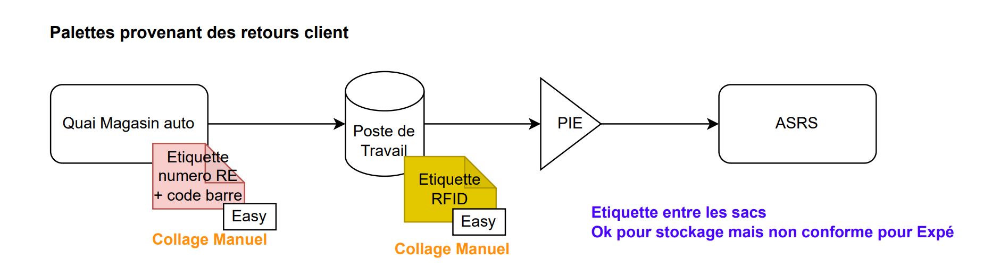 Palettes provenant des retours client
Quai Magasin auto
Etiquette
numero RE
+ code barre
Easy
Collage Manuel
Poste de
Travail
Etiquette
RFID
Easy
Collage Manuel
PIE
ASRS
Etiquette entre les sacs
Ok pour stockage mais non conforme pour Expé